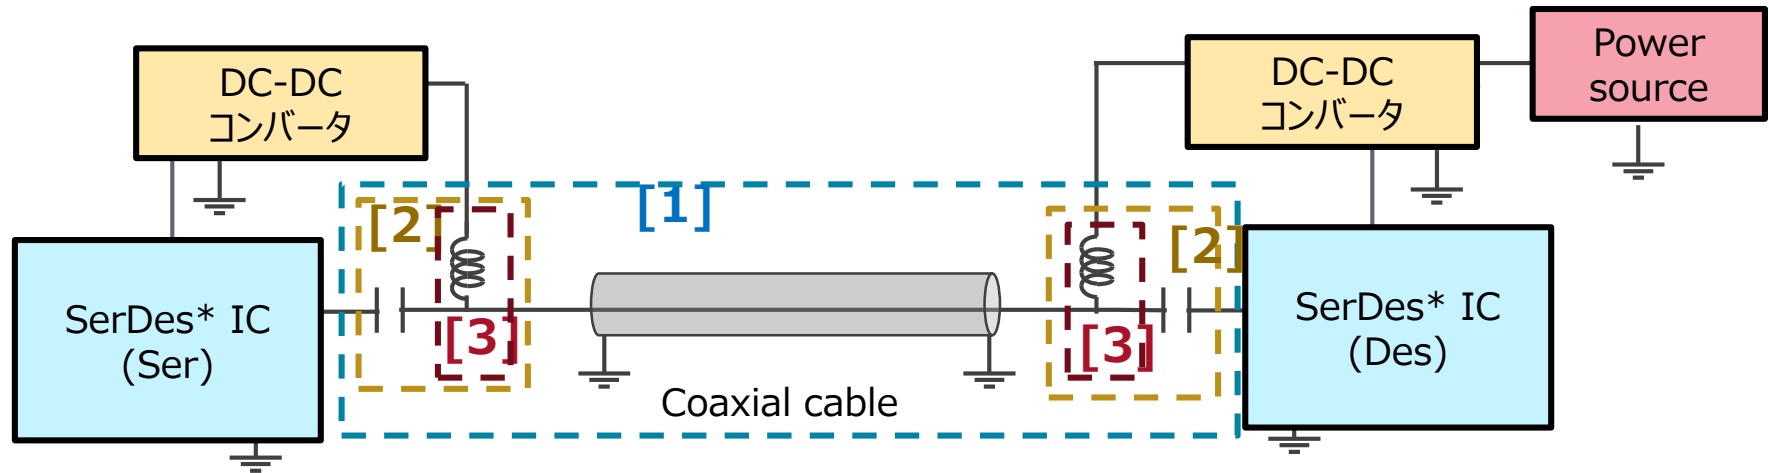 Power
source
DC-DC
コンバータ
DC-DC
コンバータ
[1]
[2]
[2]
[3]
[3]
SerDes* IC
(Ser)
SerDes* IC
(Des)
Coaxial cable